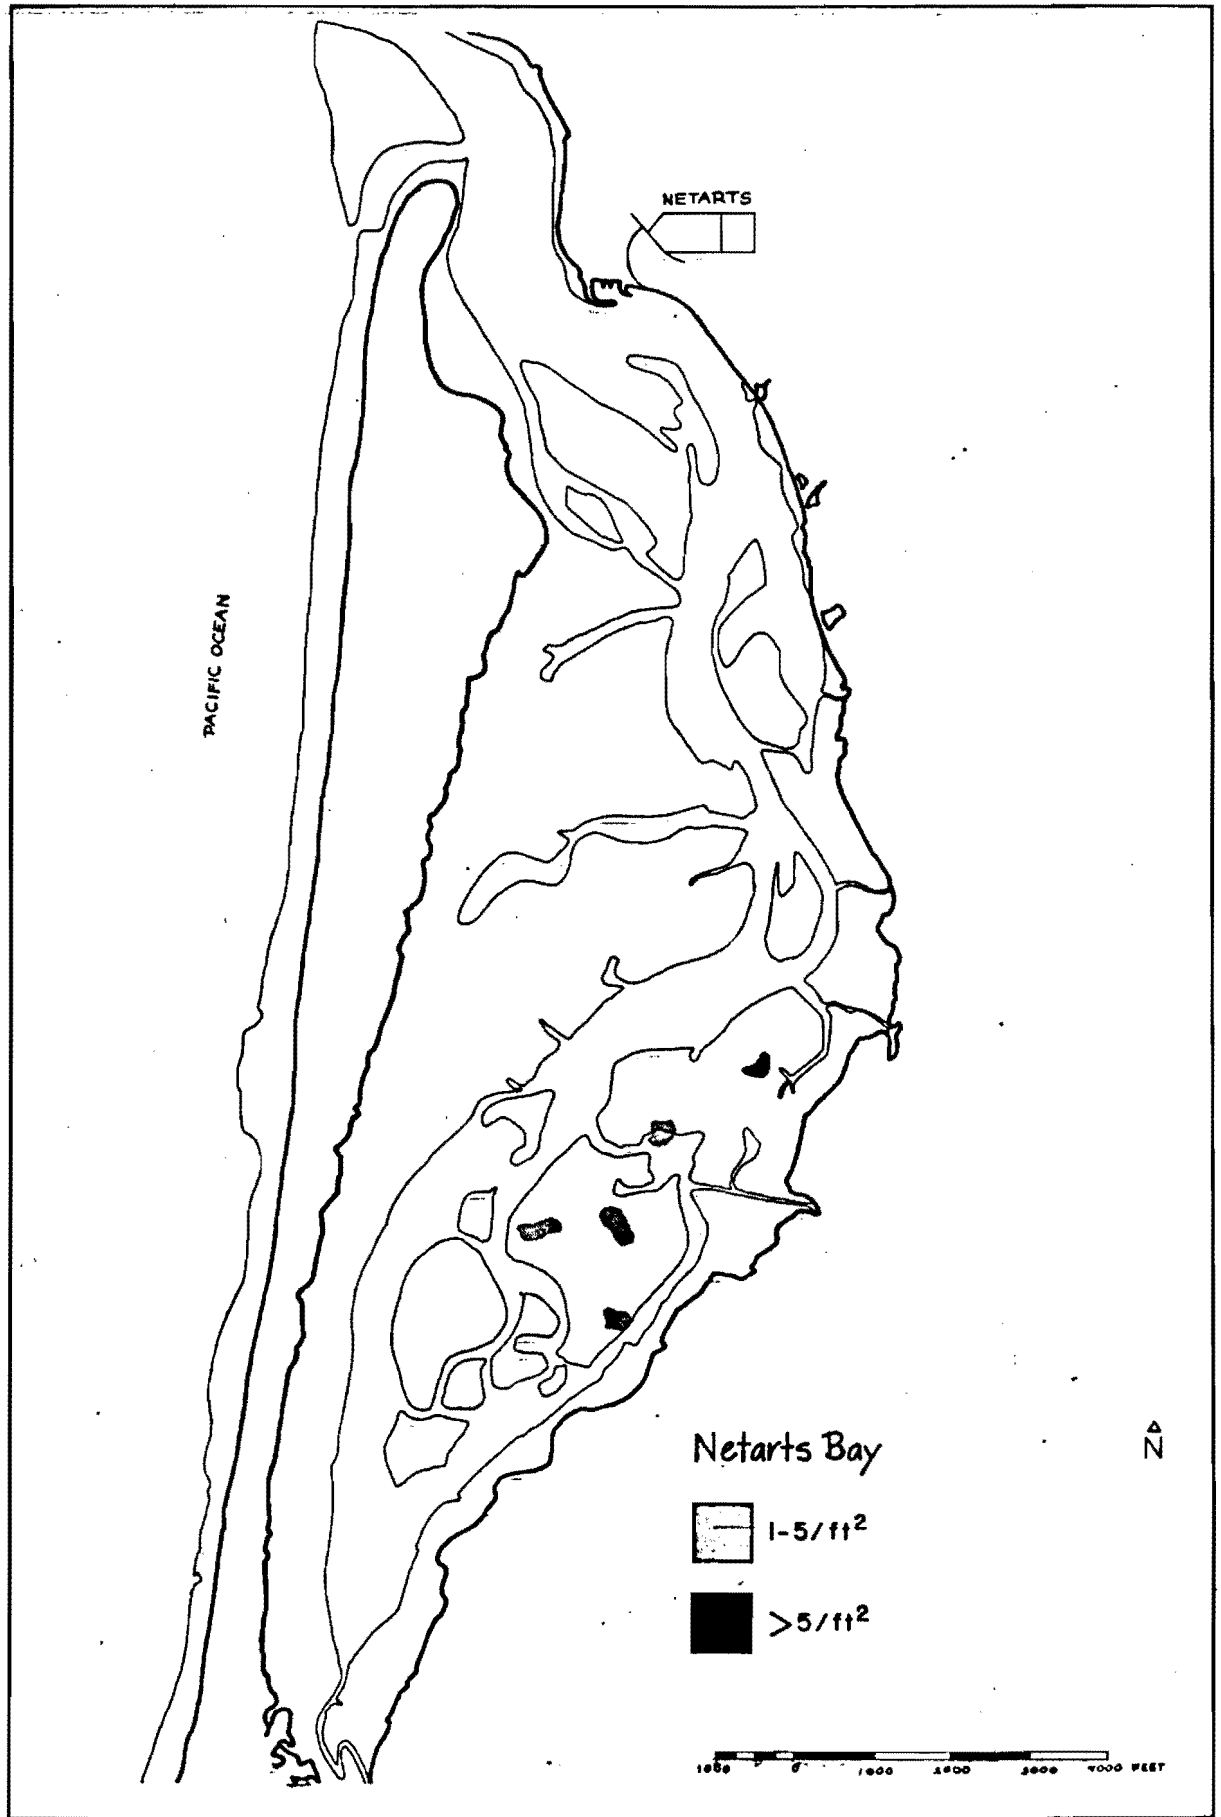 NETARTS
PACIFIC OCEAN
Netarts Bay
N
1-5/ft²
>5/ft²
1000 0 1000 2000 3000 4000 FEET